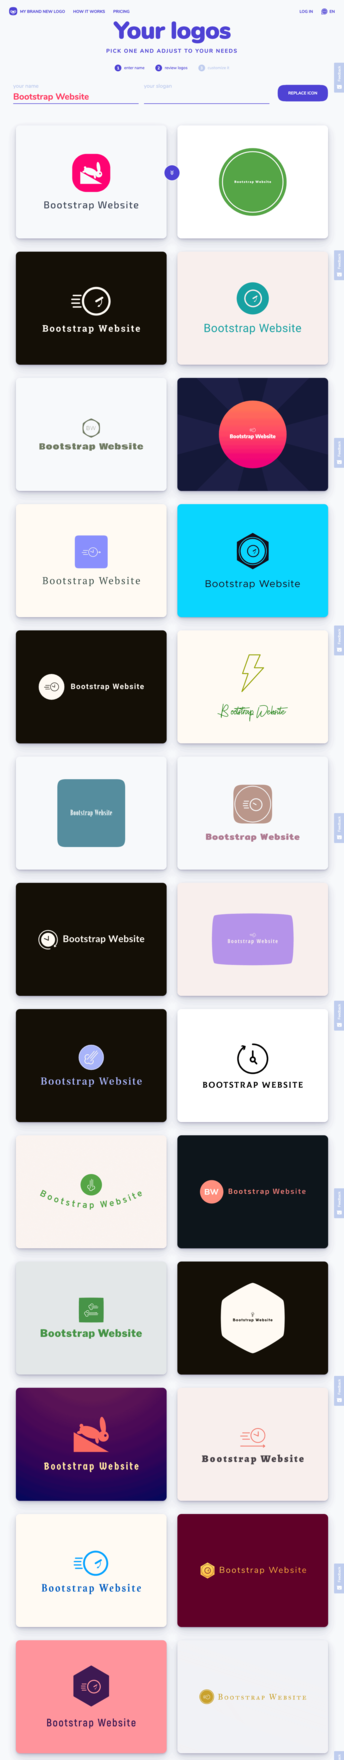 MY BRAND NEW LOGO HOW IT WORKS PRICING LOG IN EN
Your logos
PICK ONE AND ADJUST TO YOUR NEEDS
1 enter name 2 review logos 3 customize it
your name your slogan
Bootstrap Website
REPLACE ICON
Bootstrap Website
Bootstrap Website
Bootstrap Website
Bootstrap Website
BW
Bootstrap Website
Bootstrap Website
Bootstrap Website
Bootstrap Website
Bootstrap Website
Bootstrap Website
Bootstrap Website
Bootstrap Website
Bootstrap Website
Bootstrap Website
Bootstrap Website
BOOTSTRAP WEBSITE
Bootstrap Website
BW Bootstrap Website
Bootstrap Website
Bootstrap Website
Bootstrap Website
Bootstrap Website
Bootstrap Website
Bootstrap Website
Bootstrap Website
Bootstrap Website